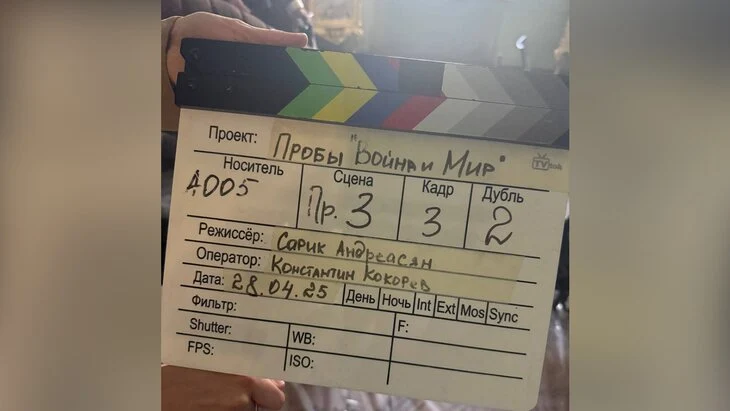 Проект: Пробы "Война и Мир"
Носитель Сцена Кадр Дубль
A005 Пр. 3 3 2
Режиссёр: Сарик Андреасян
Оператор: Константин Кокорев
Дата: 28.04.25 День Ночь Int Ext Mos Sync
Фильтр: F:
Shutter: WB:
FPS: ISO: